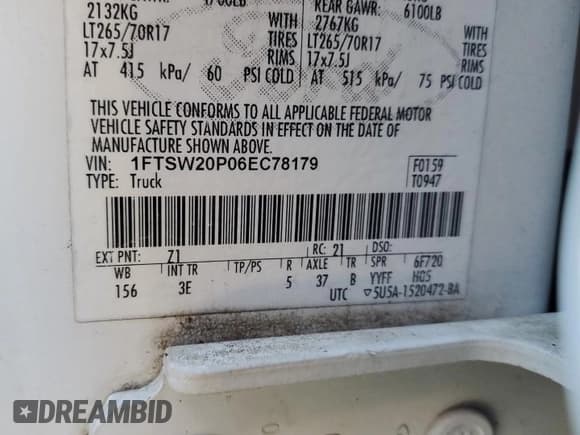 2132KG WITH 2767KG 6100LB
REAR GAWR:
LT265/70R17 TIRES LT265/70R17 WITH
17x7.5J RIMS 17x7.5J TIRES
AT 415 kPa/ 60 PSI COLD AT 515 kPa/ 75 PSI COLD
RIMS
THIS VEHICLE CONFORMS TO ALL APPLICABLE FEDERAL MOTOR
VEHICLE SAFETY STANDARDS IN EFFECT ON THE DATE OF
MANUFACTURE SHOWN ABOVE.
VIN: 1FTSW20P06EC78179
TYPE: Truck
F0159
T0947
EXT PNT: Z1 RC: 21 DSO:
WB INT TR TP/PS R AXLE TR SPR 6F720
156 3E 5 37 B YYFF H05
UTC ▽5U5A-1520472-BA
DREAMBID